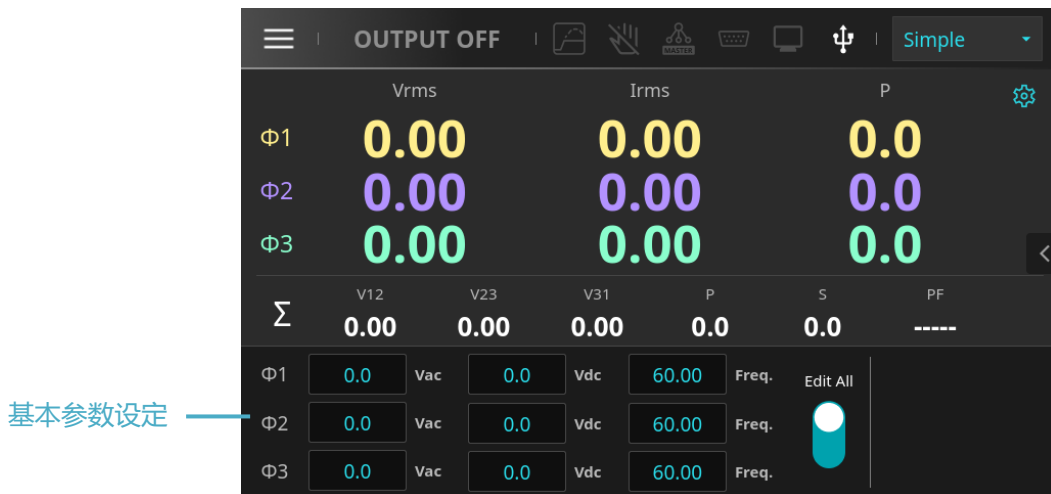 OUTPUT OFF MASTER Simple
Vrms Irms P
Φ1 0.00 0.00 0.0
Φ2 0.00 0.00 0.0
Φ3 0.00 0.00 0.0
V12 V23 V31 P S PF
Σ 0.00 0.00 0.00 0.0 0.0 -----
Φ1 0.0 Vac 0.0 Vdc 60.00 Freq. Edit All
基本参数设定 Φ2 0.0 Vac 0.0 Vdc 60.00 Freq.
Φ3 0.0 Vac 0.0 Vdc 60.00 Freq.